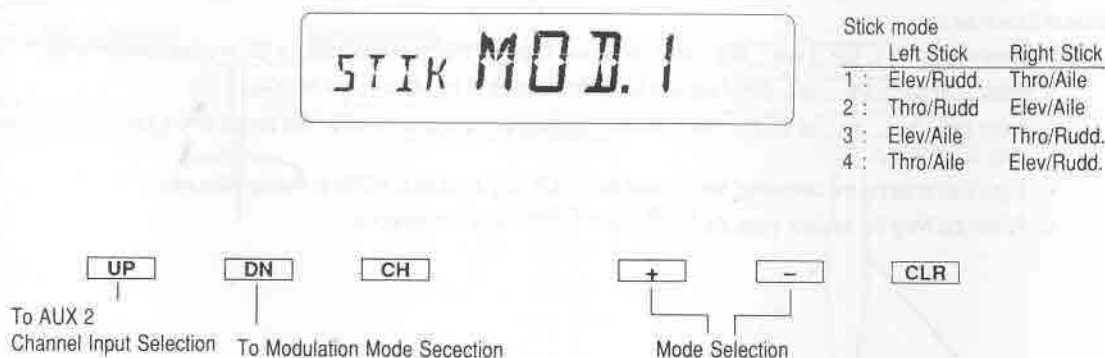 STIK MOD.1
Stick mode
Left Stick Right Stick
1 : Elev/Rudd. Thro/Aile
2 : Thro/Rudd Elev/Aile
3 : Elev/Aile Thro/Rudd.
4 : Thro/Aile Elev/Rudd.
UP DN CH + – CLR
To AUX 2
Channel Input Selection
To Modulation Mode Secection
Mode Selection